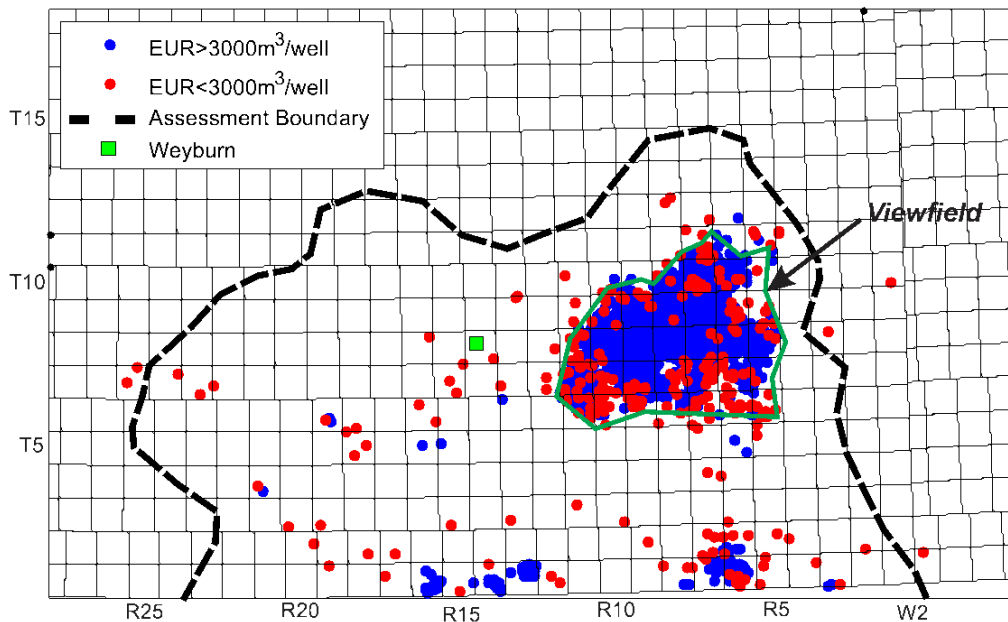 EUR>3000m³/well
EUR<3000m³/well
Assessment Boundary
Weyburn
T15
Viewfield
T10
T5
R25 R20 R15 R10 R5 W2